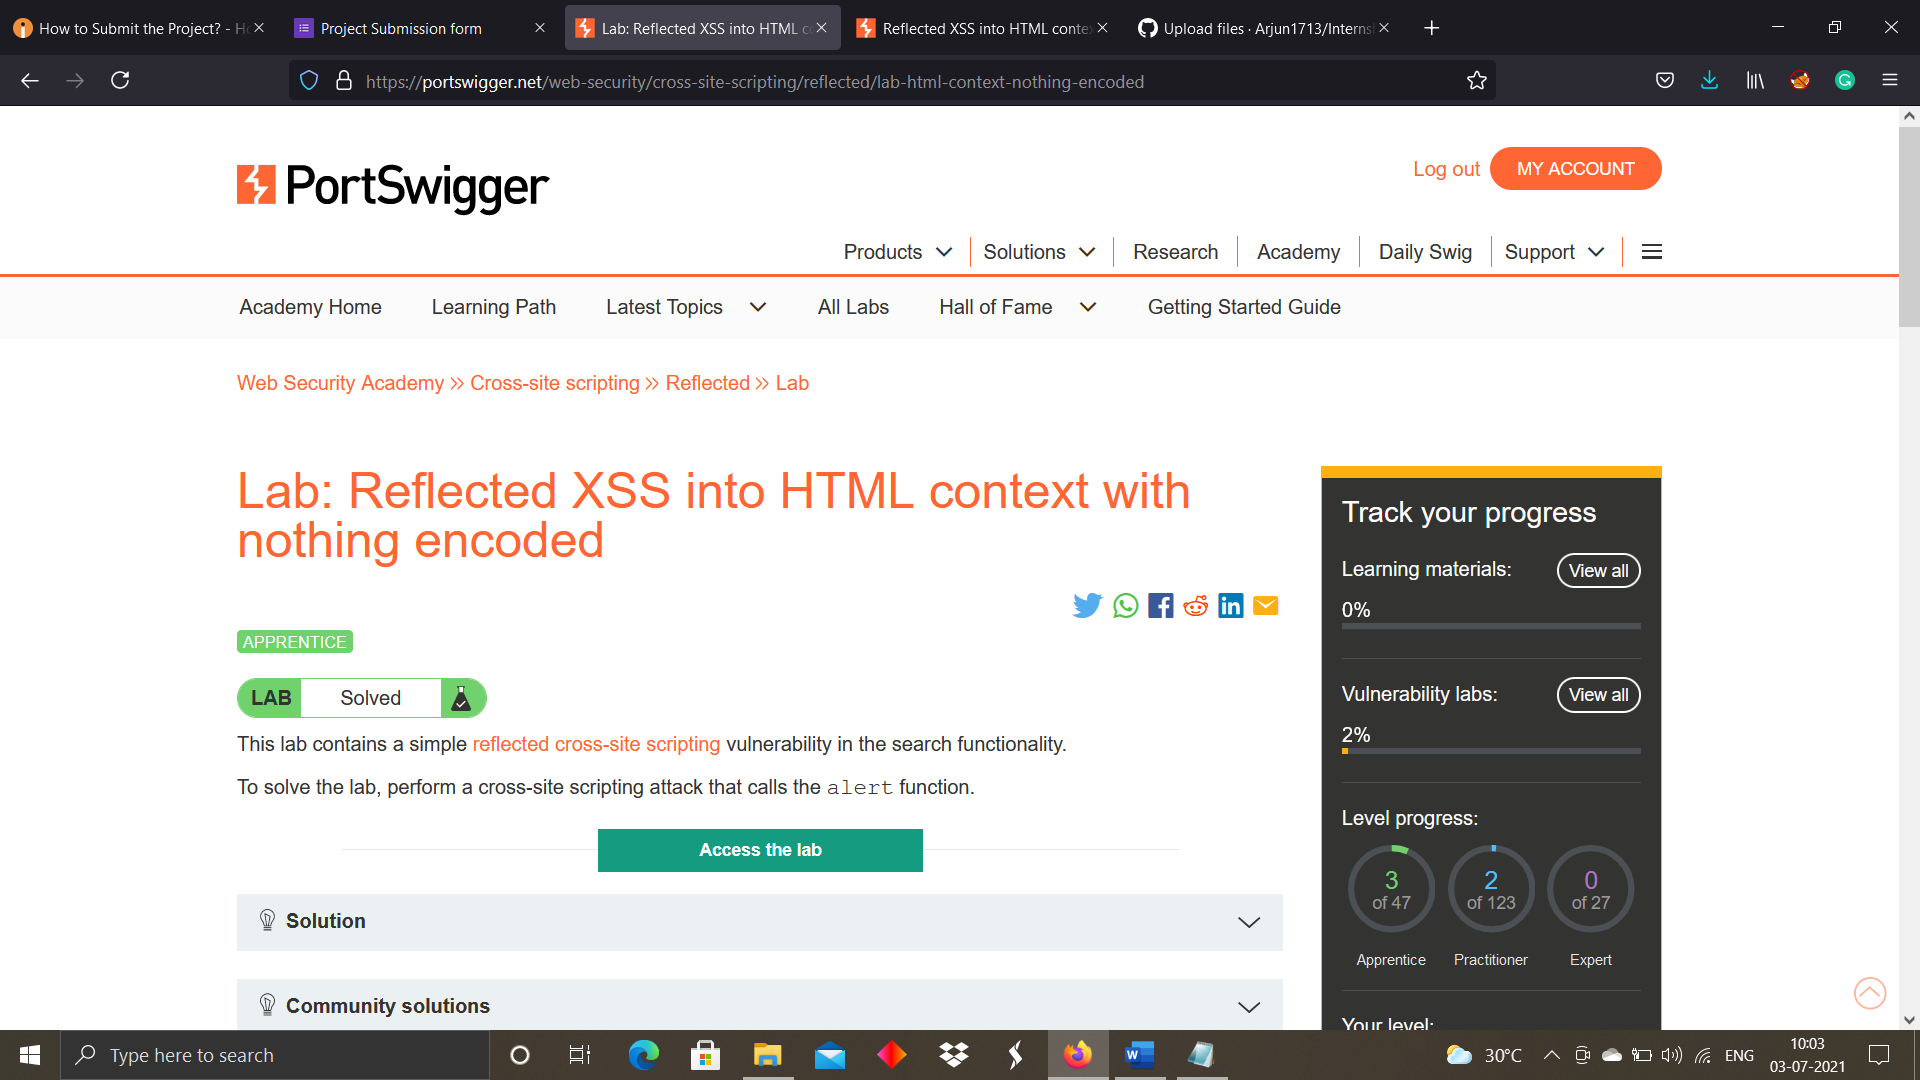 How to Submit the Project? - Ho
Project Submission form
Lab: Reflected XSS into HTML co
Reflected XSS into HTML conte
Upload files · Arjun1713/Interns
https://portswigger.net/web-security/cross-site-scripting/reflected/lab-html-context-nothing-encoded
PortSwigger
Log out
MY ACCOUNT
Products
Solutions
Research
Academy
Daily Swig
Support
Academy Home
Learning Path
Latest Topics
All Labs
Hall of Fame
Getting Started Guide
Web Security Academy » Cross-site scripting » Reflected » Lab
Lab: Reflected XSS into HTML context with
nothing encoded
APPRENTICE
LAB Solved
This lab contains a simple reflected cross-site scripting vulnerability in the search functionality.
To solve the lab, perform a cross-site scripting attack that calls the alert function.
Access the lab
Solution
Community solutions
Track your progress
Learning materials:
View all
0%
Vulnerability labs:
View all
2%
Level progress:
3
of 47
2
of 123
0
of 27
Apprentice
Practitioner
Expert
Your level:
Type here to search
30°C
ENG
10:03
03-07-2021